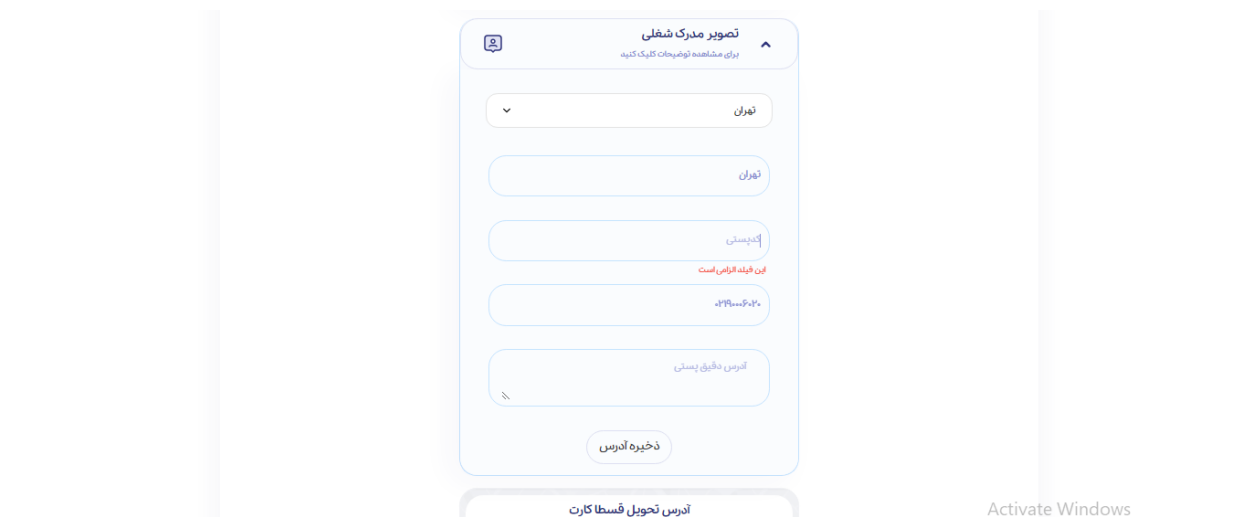 تصویر مدرک شغلی
برای مشاهده توضیحات کلیک کنید
تهران
تهران
کدپستی
این فیلد الزامی است
۰۲۱۹۰۰۰۶۰۲۰
آدرس دقیق پستی
ذخیره آدرس
آدرس تحویل قسطا کارت
Activate Windows